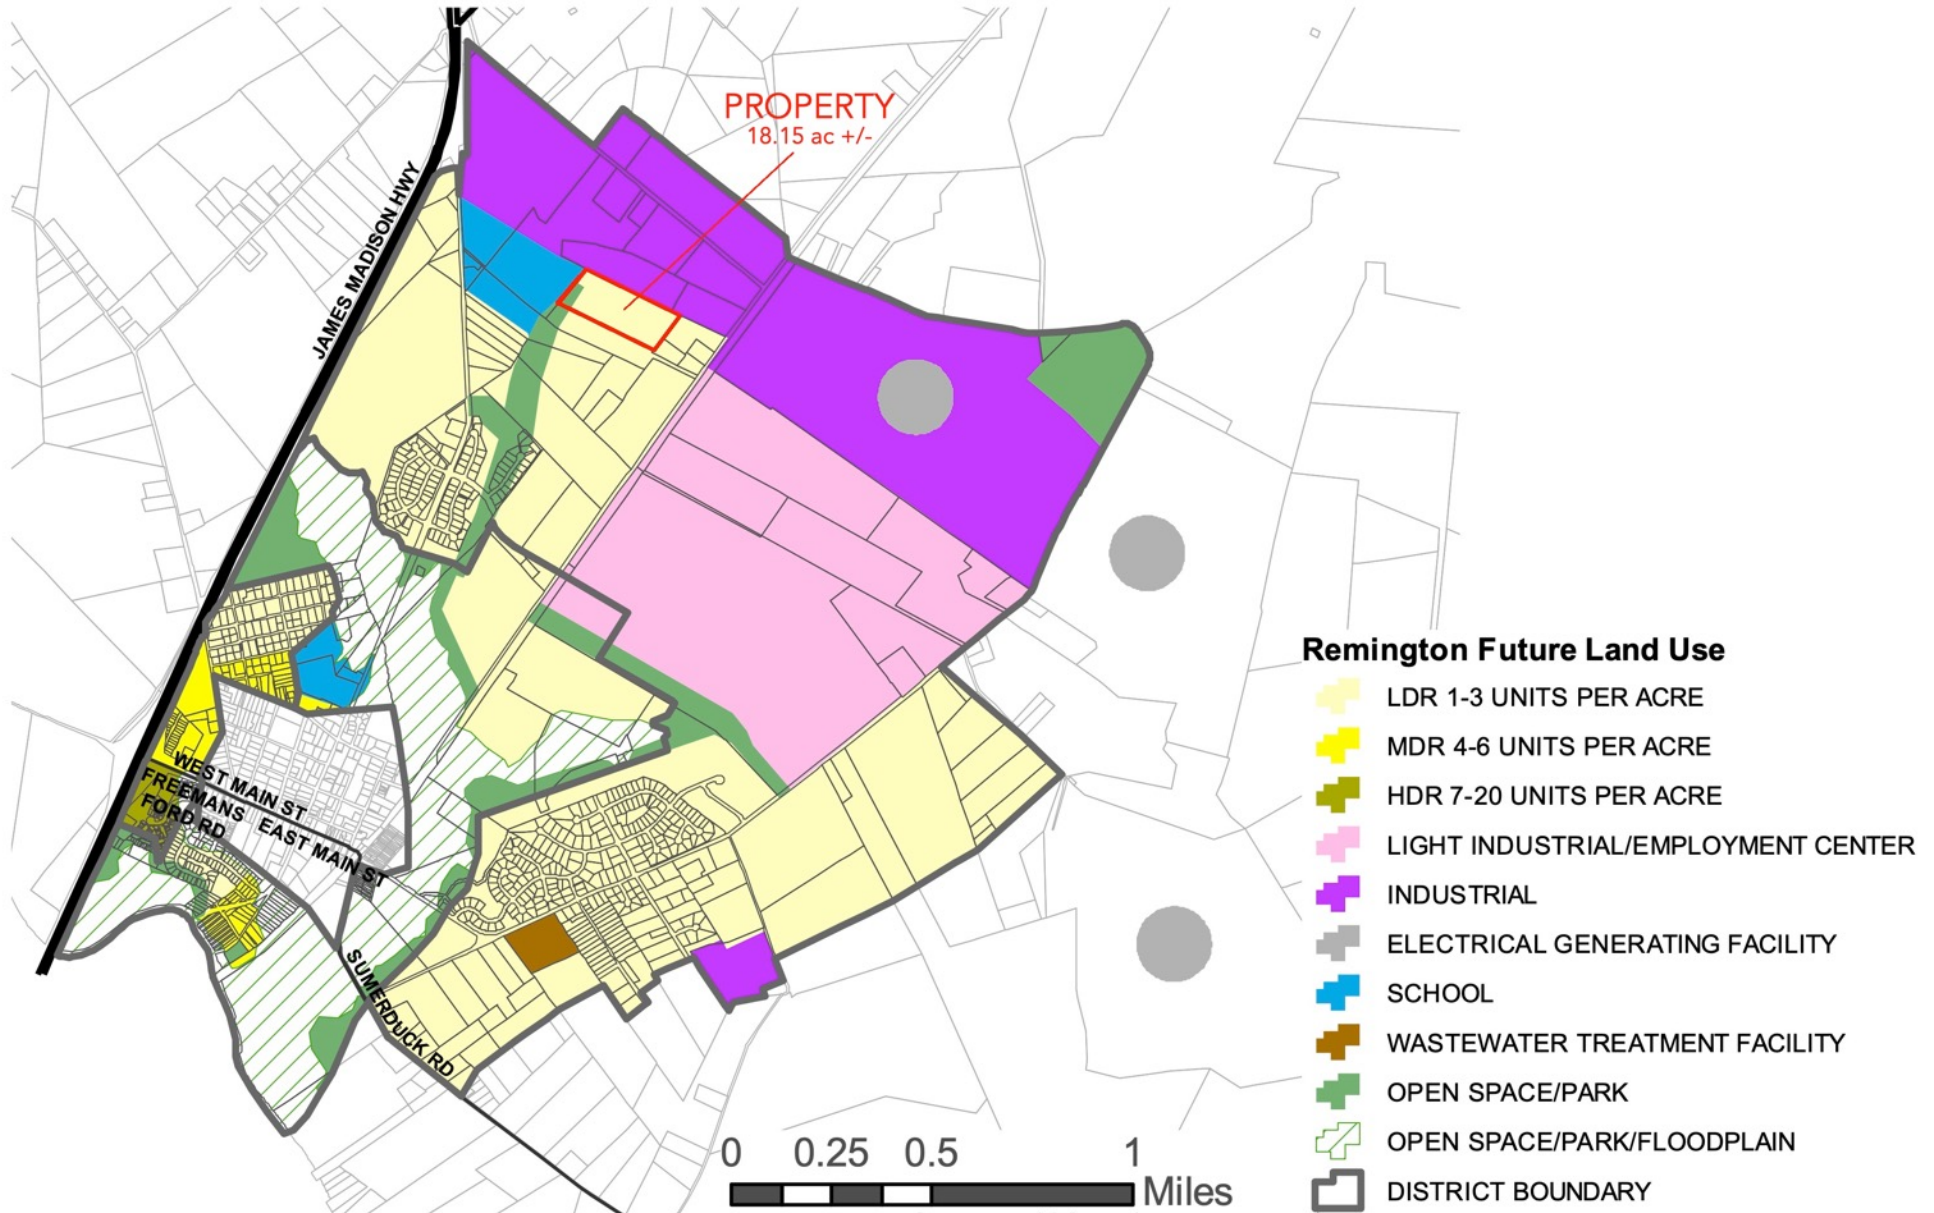 PROPERTY
18.15 ac +/-
JAMES MADISON HWY
WEST MAIN ST
FREEMANS
FORD RD
EAST MAIN ST
SUMERDUCK RD
Remington Future Land Use
LDR 1-3 UNITS PER ACRE
MDR 4-6 UNITS PER ACRE
HDR 7-20 UNITS PER ACRE
LIGHT INDUSTRIAL/EMPLOYMENT CENTER
INDUSTRIAL
ELECTRICAL GENERATING FACILITY
SCHOOL
WASTEWATER TREATMENT FACILITY
OPEN SPACE/PARK
OPEN SPACE/PARK/FLOODPLAIN
DISTRICT BOUNDARY
0 0.25 0.5 1
Miles